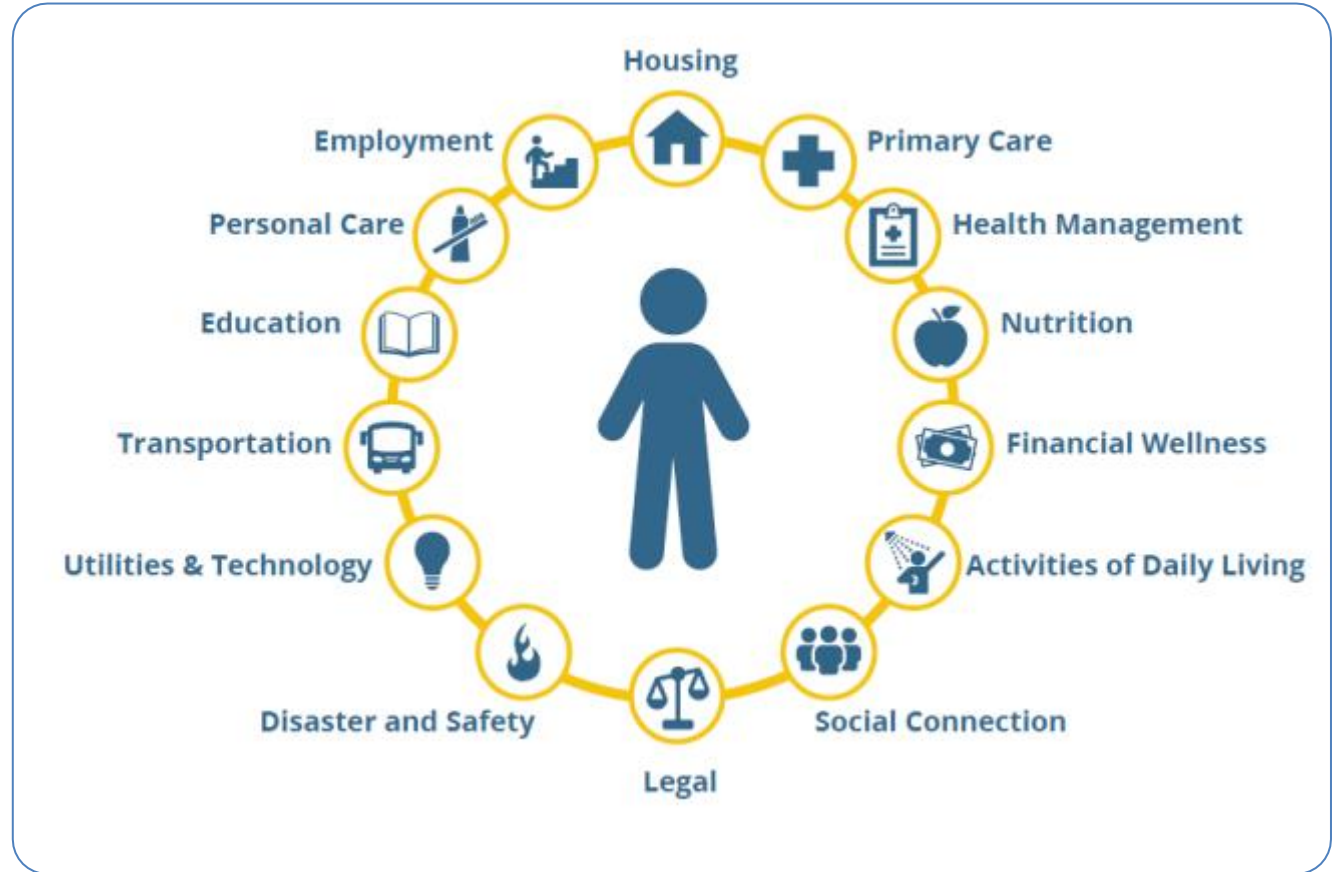 Housing
Employment
Primary Care
Personal Care
Health Management
Education
Nutrition
Transportation
Financial Wellness
Utilities & Technology
Activities of Daily Living
Disaster and Safety
Social Connection
Legal